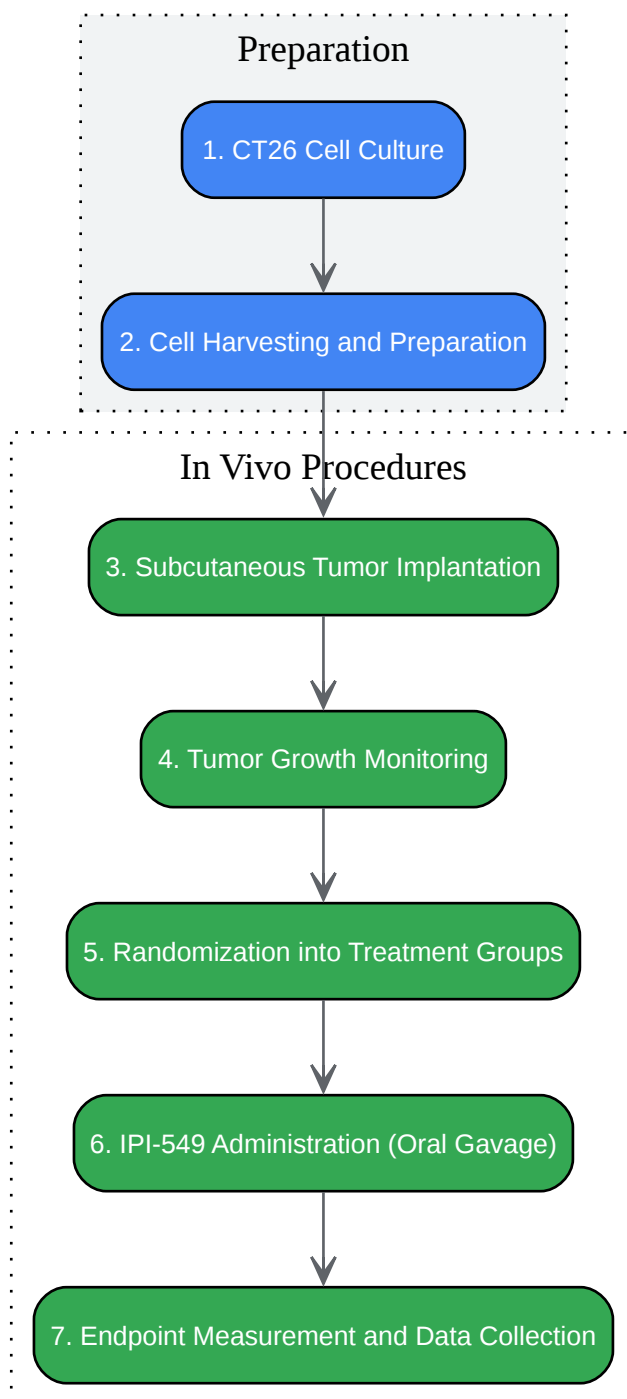 Preparation
1. CT26 Cell Culture
2. Cell Harvesting and Preparation
In Vivo Procedures
3. Subcutaneous Tumor Implantation
4. Tumor Growth Monitoring
5. Randomization into Treatment Groups
6. IPI-549 Administration (Oral Gavage)
7. Endpoint Measurement and Data Collection